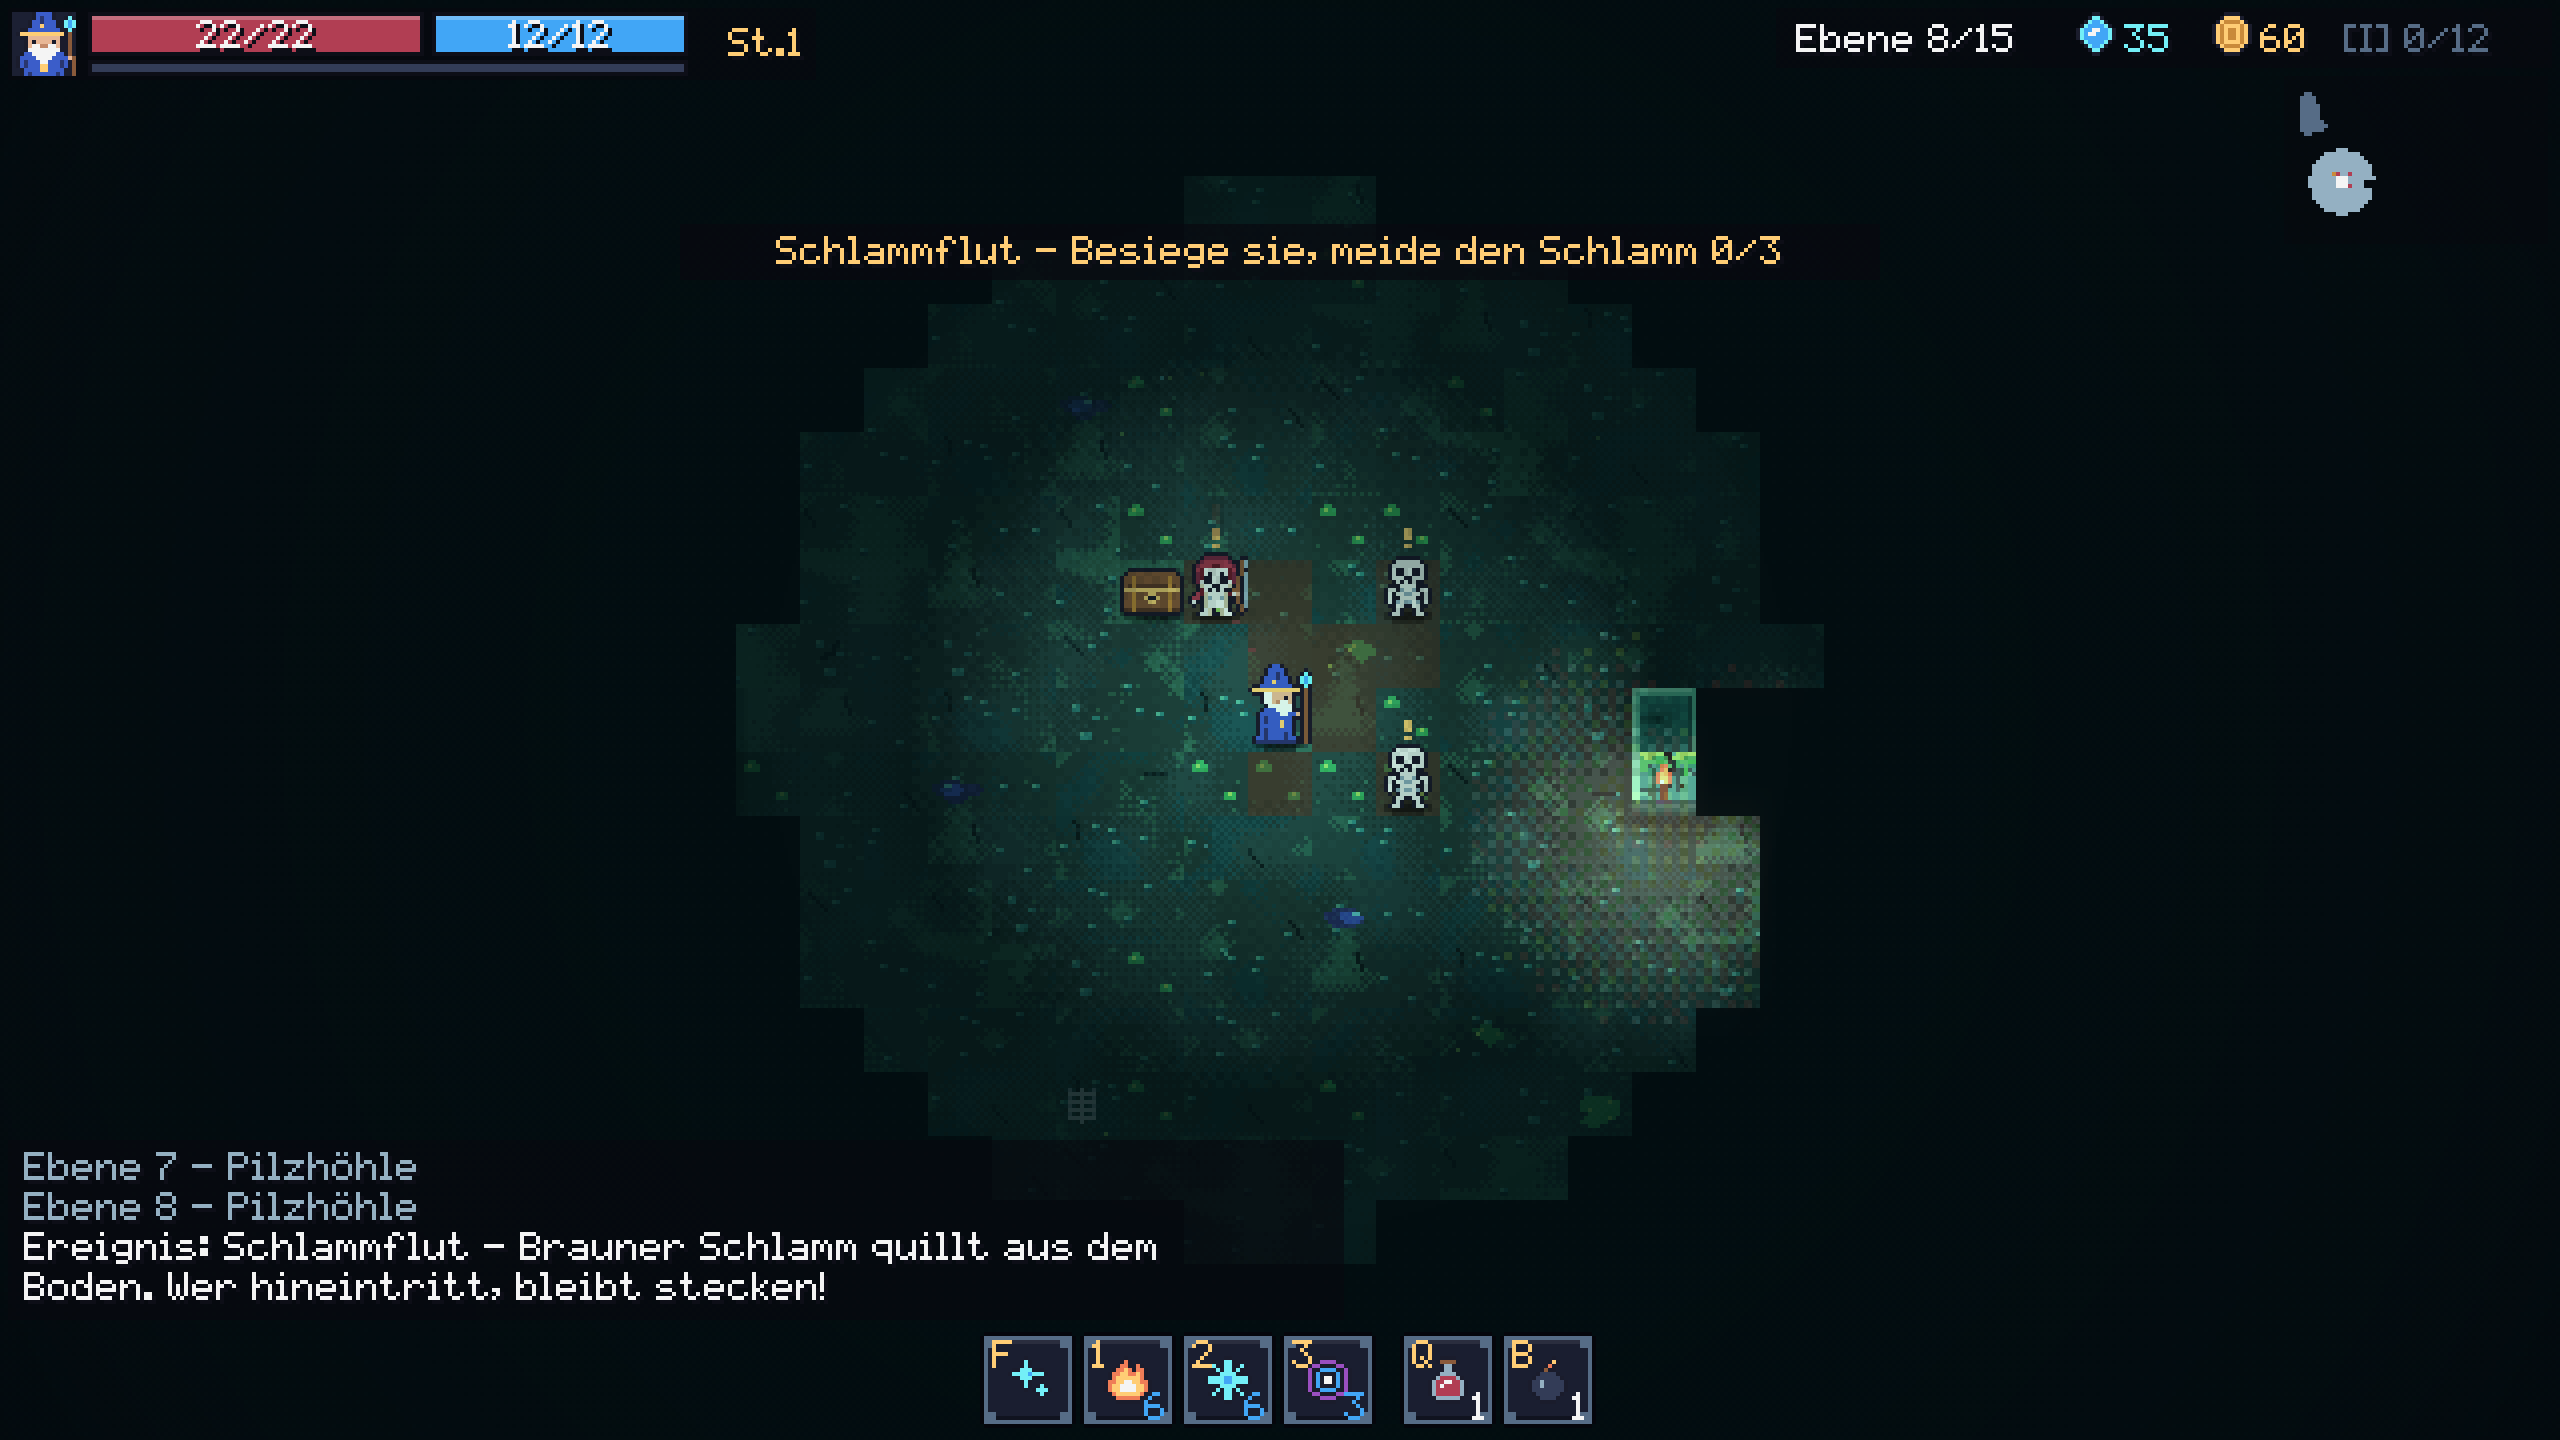 22/22 12/12 St.1 Ebene 8/15 35 60 [I] 0/12
Schlammflut - Besiege sie, meide den Schlamm 0/3
Ebene 7 - Pilzhöhle
Ebene 8 - Pilzhöhle
Ereignis: Schlammflut - Brauner Schlamm quillt aus dem
Boden. Wer hineintritt, bleibt stecken!
F 1 2 3 Q B
6 6 3 1 1